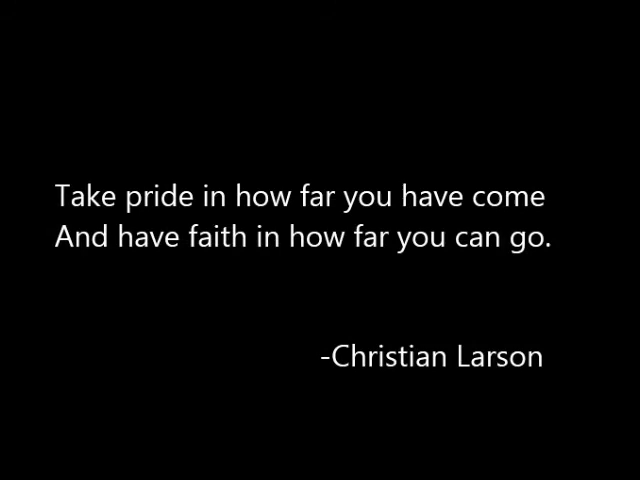 Take pride in how far you have come
And have faith in how far you can go.
-Christian Larson